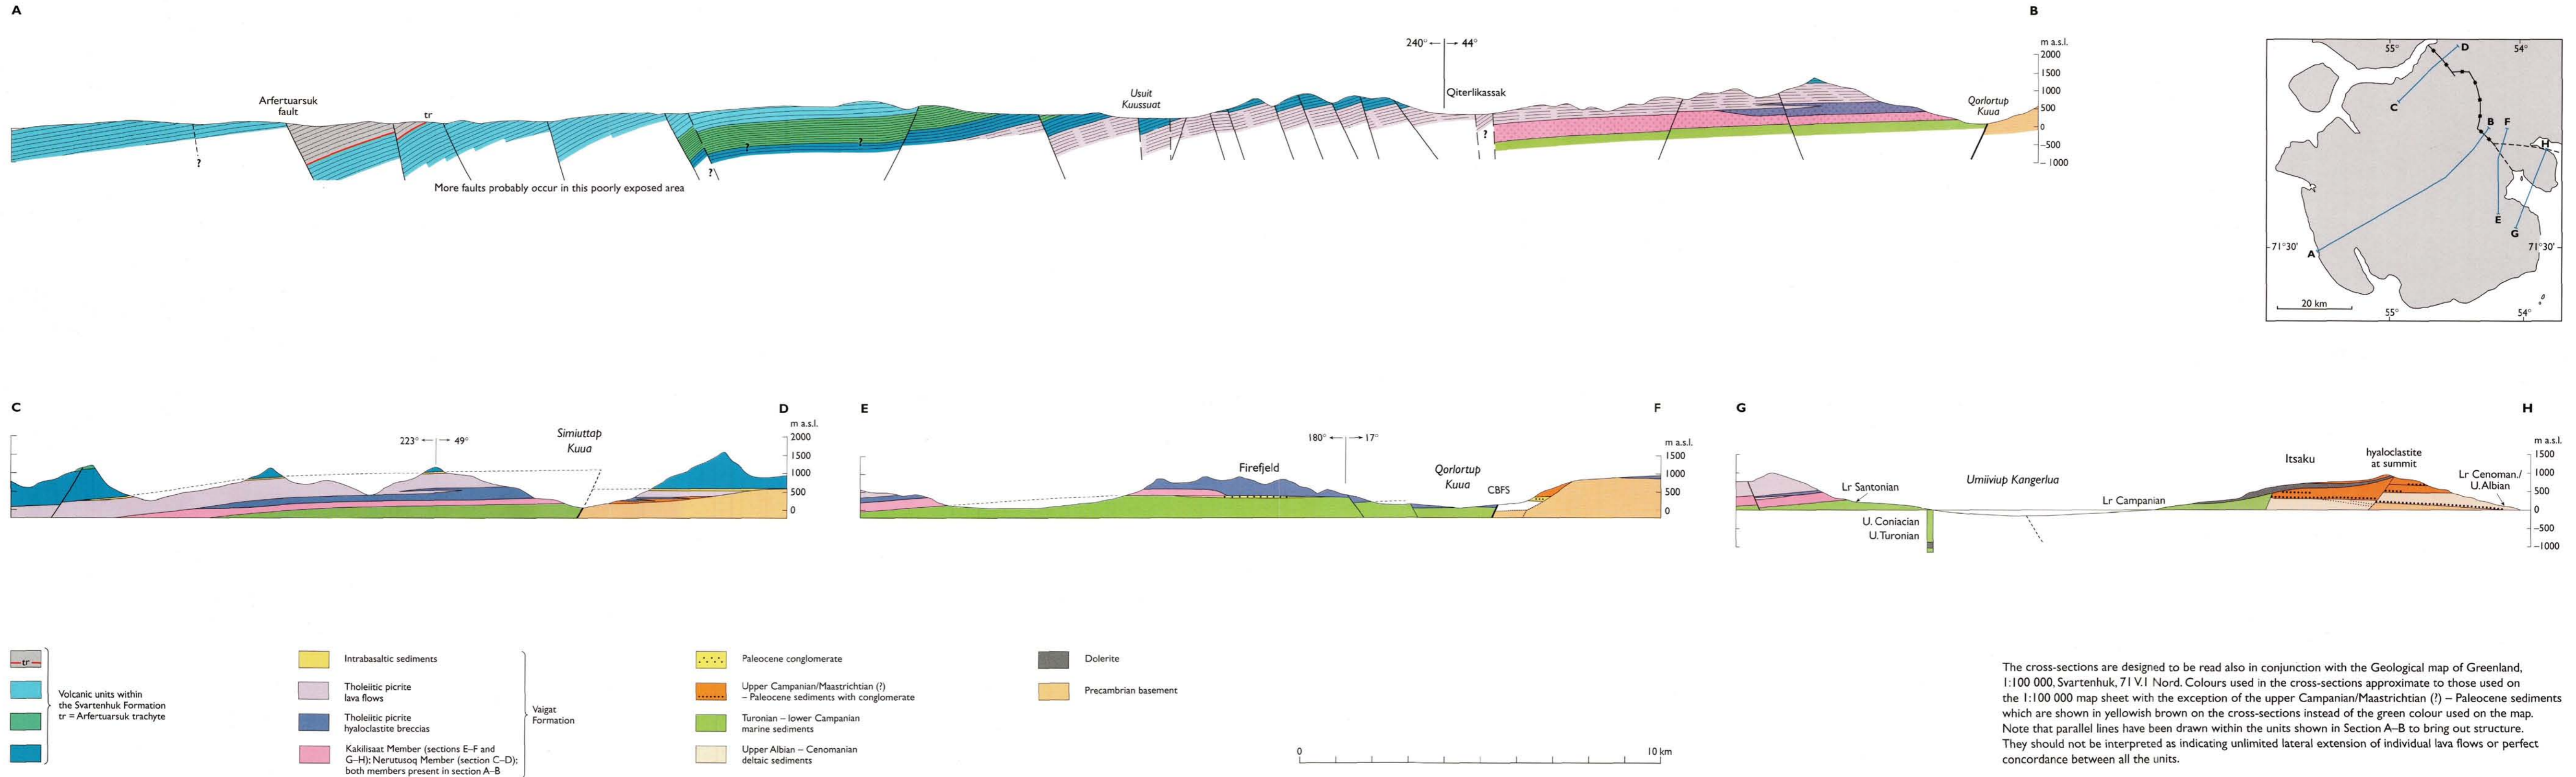 A
B
240° 44°
m a.s.l.
2000
1500
1000
500
0
–500
– 1000
Arfertuarsuk
fault
tr
Usuit
Kuussuat
Qiterlikassak
Qorlortup
Kuua
?
?
?
?
?
More faults probably occur in this poorly exposed area
55°
54°
D
C
B
F
H
E
G
A
71°30'
71°30'
20 km
55°
54°
C
D
223° 49°
Simiuttap
Kuua
m a.s.l.
2000
1500
1000
500
0
E
F
180° 17°
Firefjeld
Qorlortup
Kuua
CBFS
m a.s.l.
1500
1000
500
0
G
H
Lr Santonian
U. Coniacian
U. Turonian
Umiiviup Kangerlua
Lr Campanian
Itsaku
hyaloclastite
at summit
Lr Cenoman./
U. Albian
m a.s.l.
1500
1000
500
0
–500
–1000
tr
Volcanic units within
the Svartenhuk Formation
tr = Arfertuarsuk trachyte
Intrabasaltic sediments
Tholeiitic picrite
lava flows
Tholeiitic picrite
hyaloclastite breccias
Kakilisaat Member (sections E–F and
G–H); Nerutusoq Member (section C–D);
both members present in section A–B
Vaigat
Formation
Paleocene conglomerate
Upper Campanian/Maastrichtian (?)
– Paleocene sediments with conglomerate
Turonian – lower Campanian
marine sediments
Upper Albian – Cenomanian
deltaic sediments
Dolerite
Precambrian basement
0
10 km
The cross-sections are designed to be read also in conjunction with the Geological map of Greenland,
1:100 000, Svartenhuk, 71 V.1 Nord. Colours used in the cross-sections approximate to those used on
the 1:100 000 map sheet with the exception of the upper Campanian/Maastrichtian (?) – Paleocene sediments
which are shown in yellowish brown on the cross-sections instead of the green colour used on the map.
Note that parallel lines have been drawn within the units shown in Section A–B to bring out structure.
They should not be interpreted as indicating unlimited lateral extension of individual lava flows or perfect
concordance between all the units.